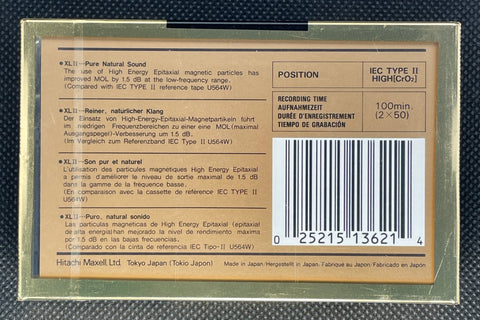 ●XLⅡ—Pure Natural Sound
The use of High Energy Epitaxial magnetic particles has
improved MOL by 1.5 dB at the low-frequency range.
(Compared with IEC TYPE Ⅱ reference tape U564W)
●XLⅡ—Reiner, naturlicher Klang
Der Einsatz von High-Energy-Epitaxial-Magnetpartikeln führt
im niedrigen Frequenzbereichen zu einer eine MOL(maximal
Ausgangspegel)-Verbesserung um 1.5 dB
(Im Vergleich zum Referenzband IEC Type Ⅱ U564W)
●XLⅡ—Son pur et naturel
L'utilisation des particules magnétiques High Energy Epitaxial
a permis d'améliorer le niveau de sortie maximal de 1.5 dB
dans la gamme de la fréquence basse.
(En comparaison avec la cassette de reference IEC TYPE Ⅱ
U564W)
●XLⅡ—Puro, natural sonido
Las particulas magneticas de High Energy Epitaxial (epitaxial
de alta energia) han mejorado la nivel de rendimiento maximo
por 1.5 dB en las bajas frecuencias.
(Comparado con la cinta de referencia IEC Tipo-Ⅱ U564W)
POSITION
IEC TYPE Ⅱ
HIGH[CrO₂]
RECORDING TIME
AUFNAHMEZEIT
DURÉE D'ENREGISTREMENT
TIEMPO DE GRABACIÓN
100min.
(2×50)
0 25215 13621 4
Hitachi Maxell, Ltd. Tokyo Japan (Tokio Japon) Made in Japan/Hergestellt in Japan, Fabrique au Japon/Fabricado en Japón